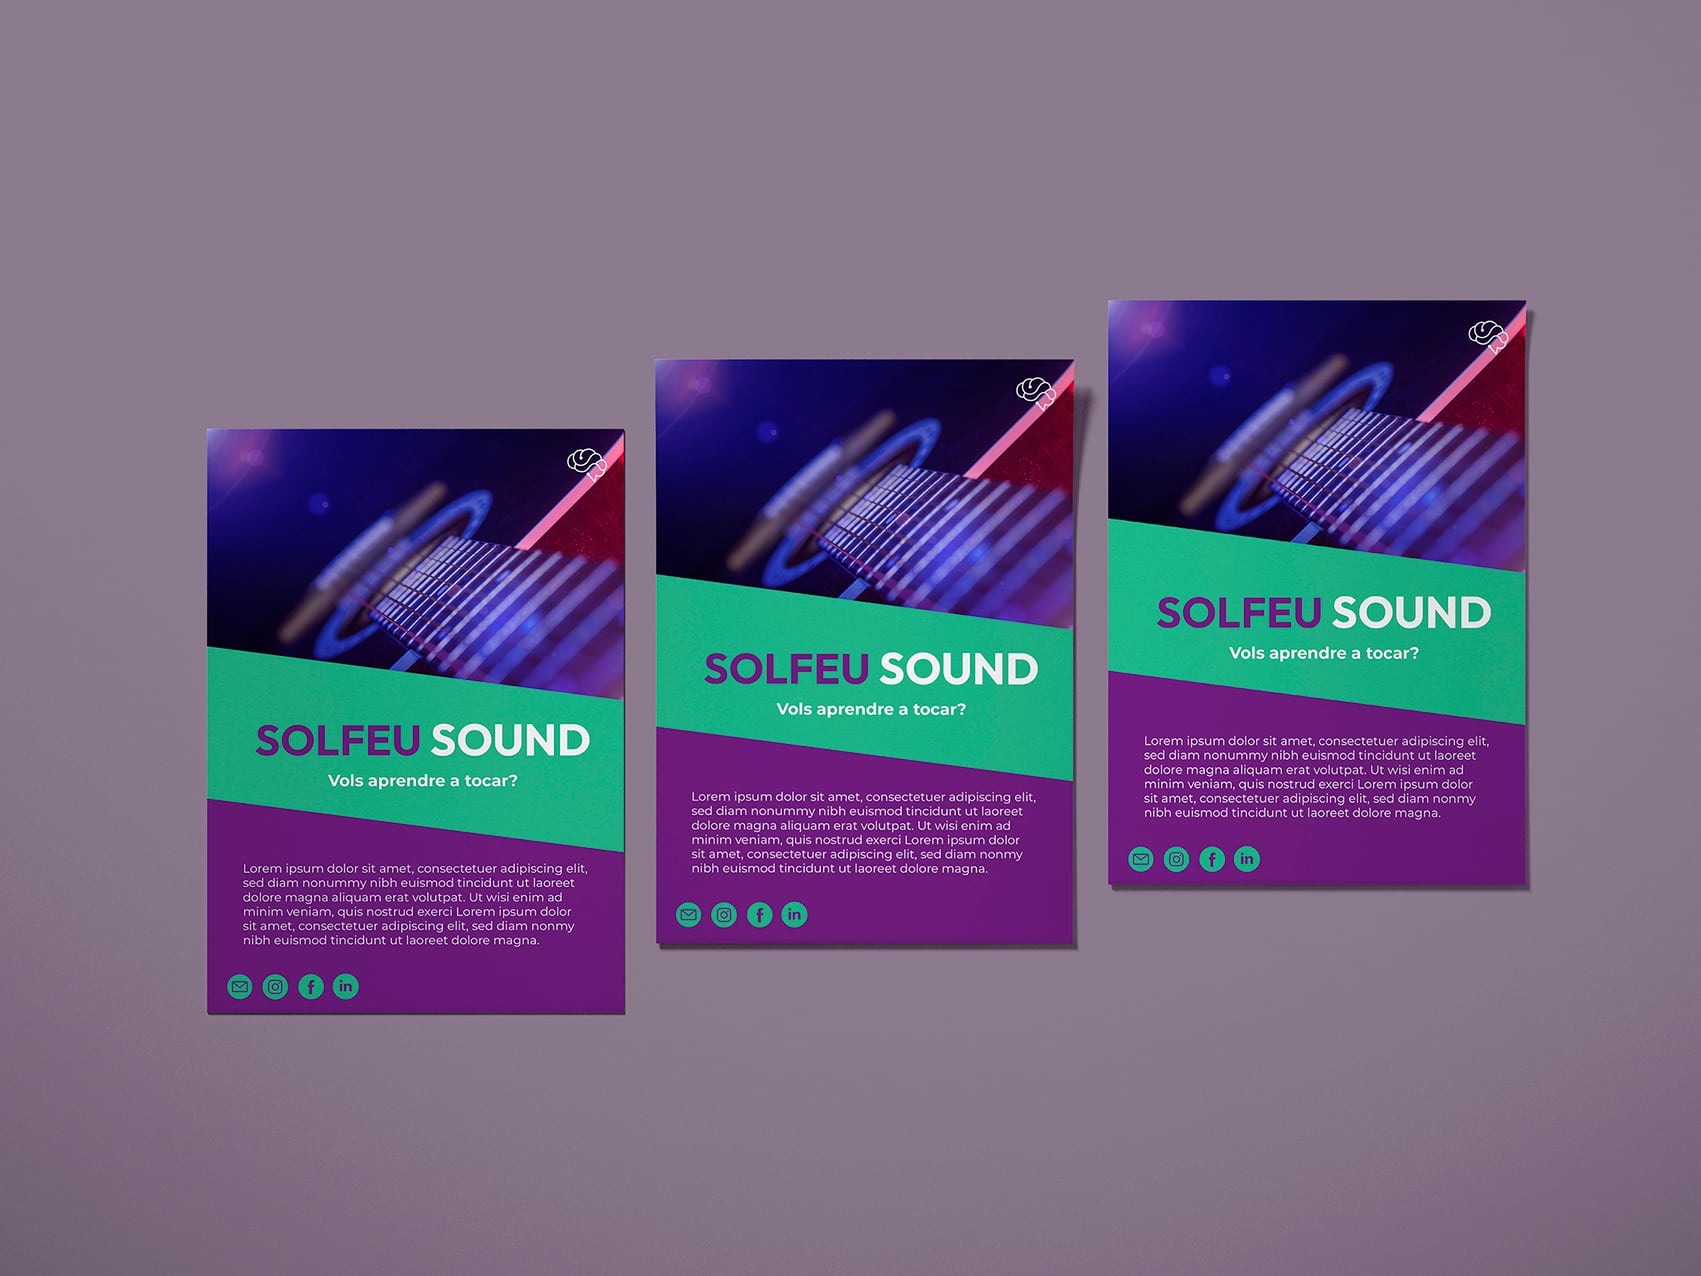 SOLFEU SOUND
Vols aprendre a tocar?
Lorem ipsum dolor sit amet, consectetuer adipiscing elit,
sed diam nonummy nibh euismod tincidunt ut laoreet
dolore magna aliquam erat volutpat. Ut wisi enim ad
minim veniam, quis nostrud exerci Lorem ipsum dolor
sit amet, consectetuer adipiscing elit, sed diam nonmy
nibh euismod tincidunt ut laoreet dolore magna.
f
in
SOLFEU SOUND
Vols aprendre a tocar?
Lorem ipsum dolor sit amet, consectetuer adipiscing elit,
sed diam nonummy nibh euismod tincidunt ut laoreet
dolore magna aliquam erat volutpat. Ut wisi enim ad
minim veniam, quis nostrud exerci Lorem ipsum dolor
sit amet, consectetuer adipiscing elit, sed diam nonmy
nibh euismod tincidunt ut laoreet dolore magna.
f
in
SOLFEU SOUND
Vols aprendre a tocar?
Lorem ipsum dolor sit amet, consectetuer adipiscing elit,
sed diam nonummy nibh euismod tincidunt ut laoreet
dolore magna aliquam erat volutpat. Ut wisi enim ad
minim veniam, quis nostrud exerci Lorem ipsum dolor
sit amet, consectetuer adipiscing elit, sed diam nonmy
nibh euismod tincidunt ut laoreet dolore magna.
f
in